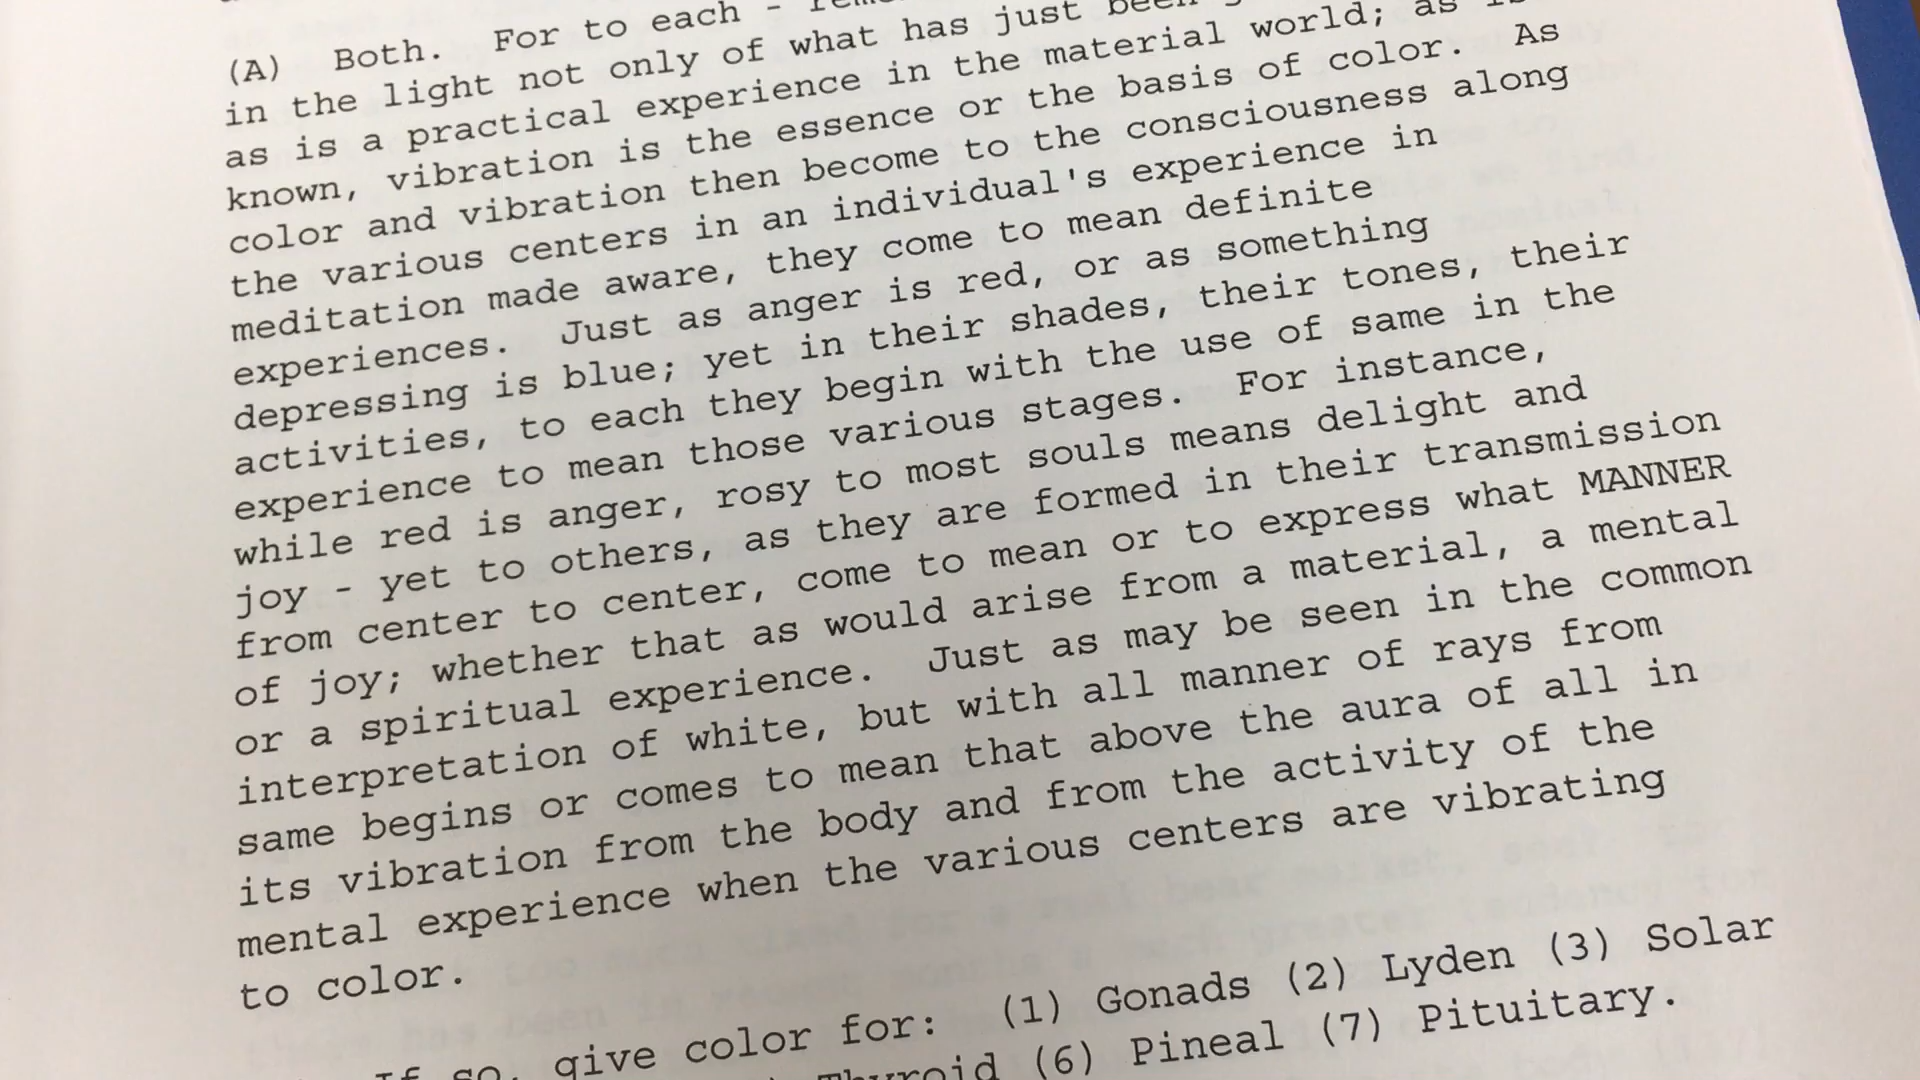 (A)  Both.  For to each -
in the light not only of what has just
as is a practical experience in the material world; as
known, vibration is the essence or the basis of color.  As
color and vibration then become to the consciousness along
the various centers in an individual's experience in
meditation made aware, they come to mean definite
experiences.  Just as anger is red, or as something
depressing is blue; yet in their shades, their tones, their
activities, to each they begin with the use of same in the
experience to mean those various stages.  For instance,
while red is anger, rosy to most souls means delight and
joy - yet to others, as they are formed in their transmission
from center to center, come to mean or to express what MANNER
of joy; whether that as would arise from a material, a mental
or a spiritual experience.  Just as may be seen in the common
interpretation of white, but with all manner of rays from
same begins or comes to mean that above the aura of all in
its vibration from the body and from the activity of the
mental experience when the various centers are vibrating
to color.
If so, give color for:  (1) Gonads (2) Lyden (3) Solar
Thyroid (6) Pineal (7) Pituitary.